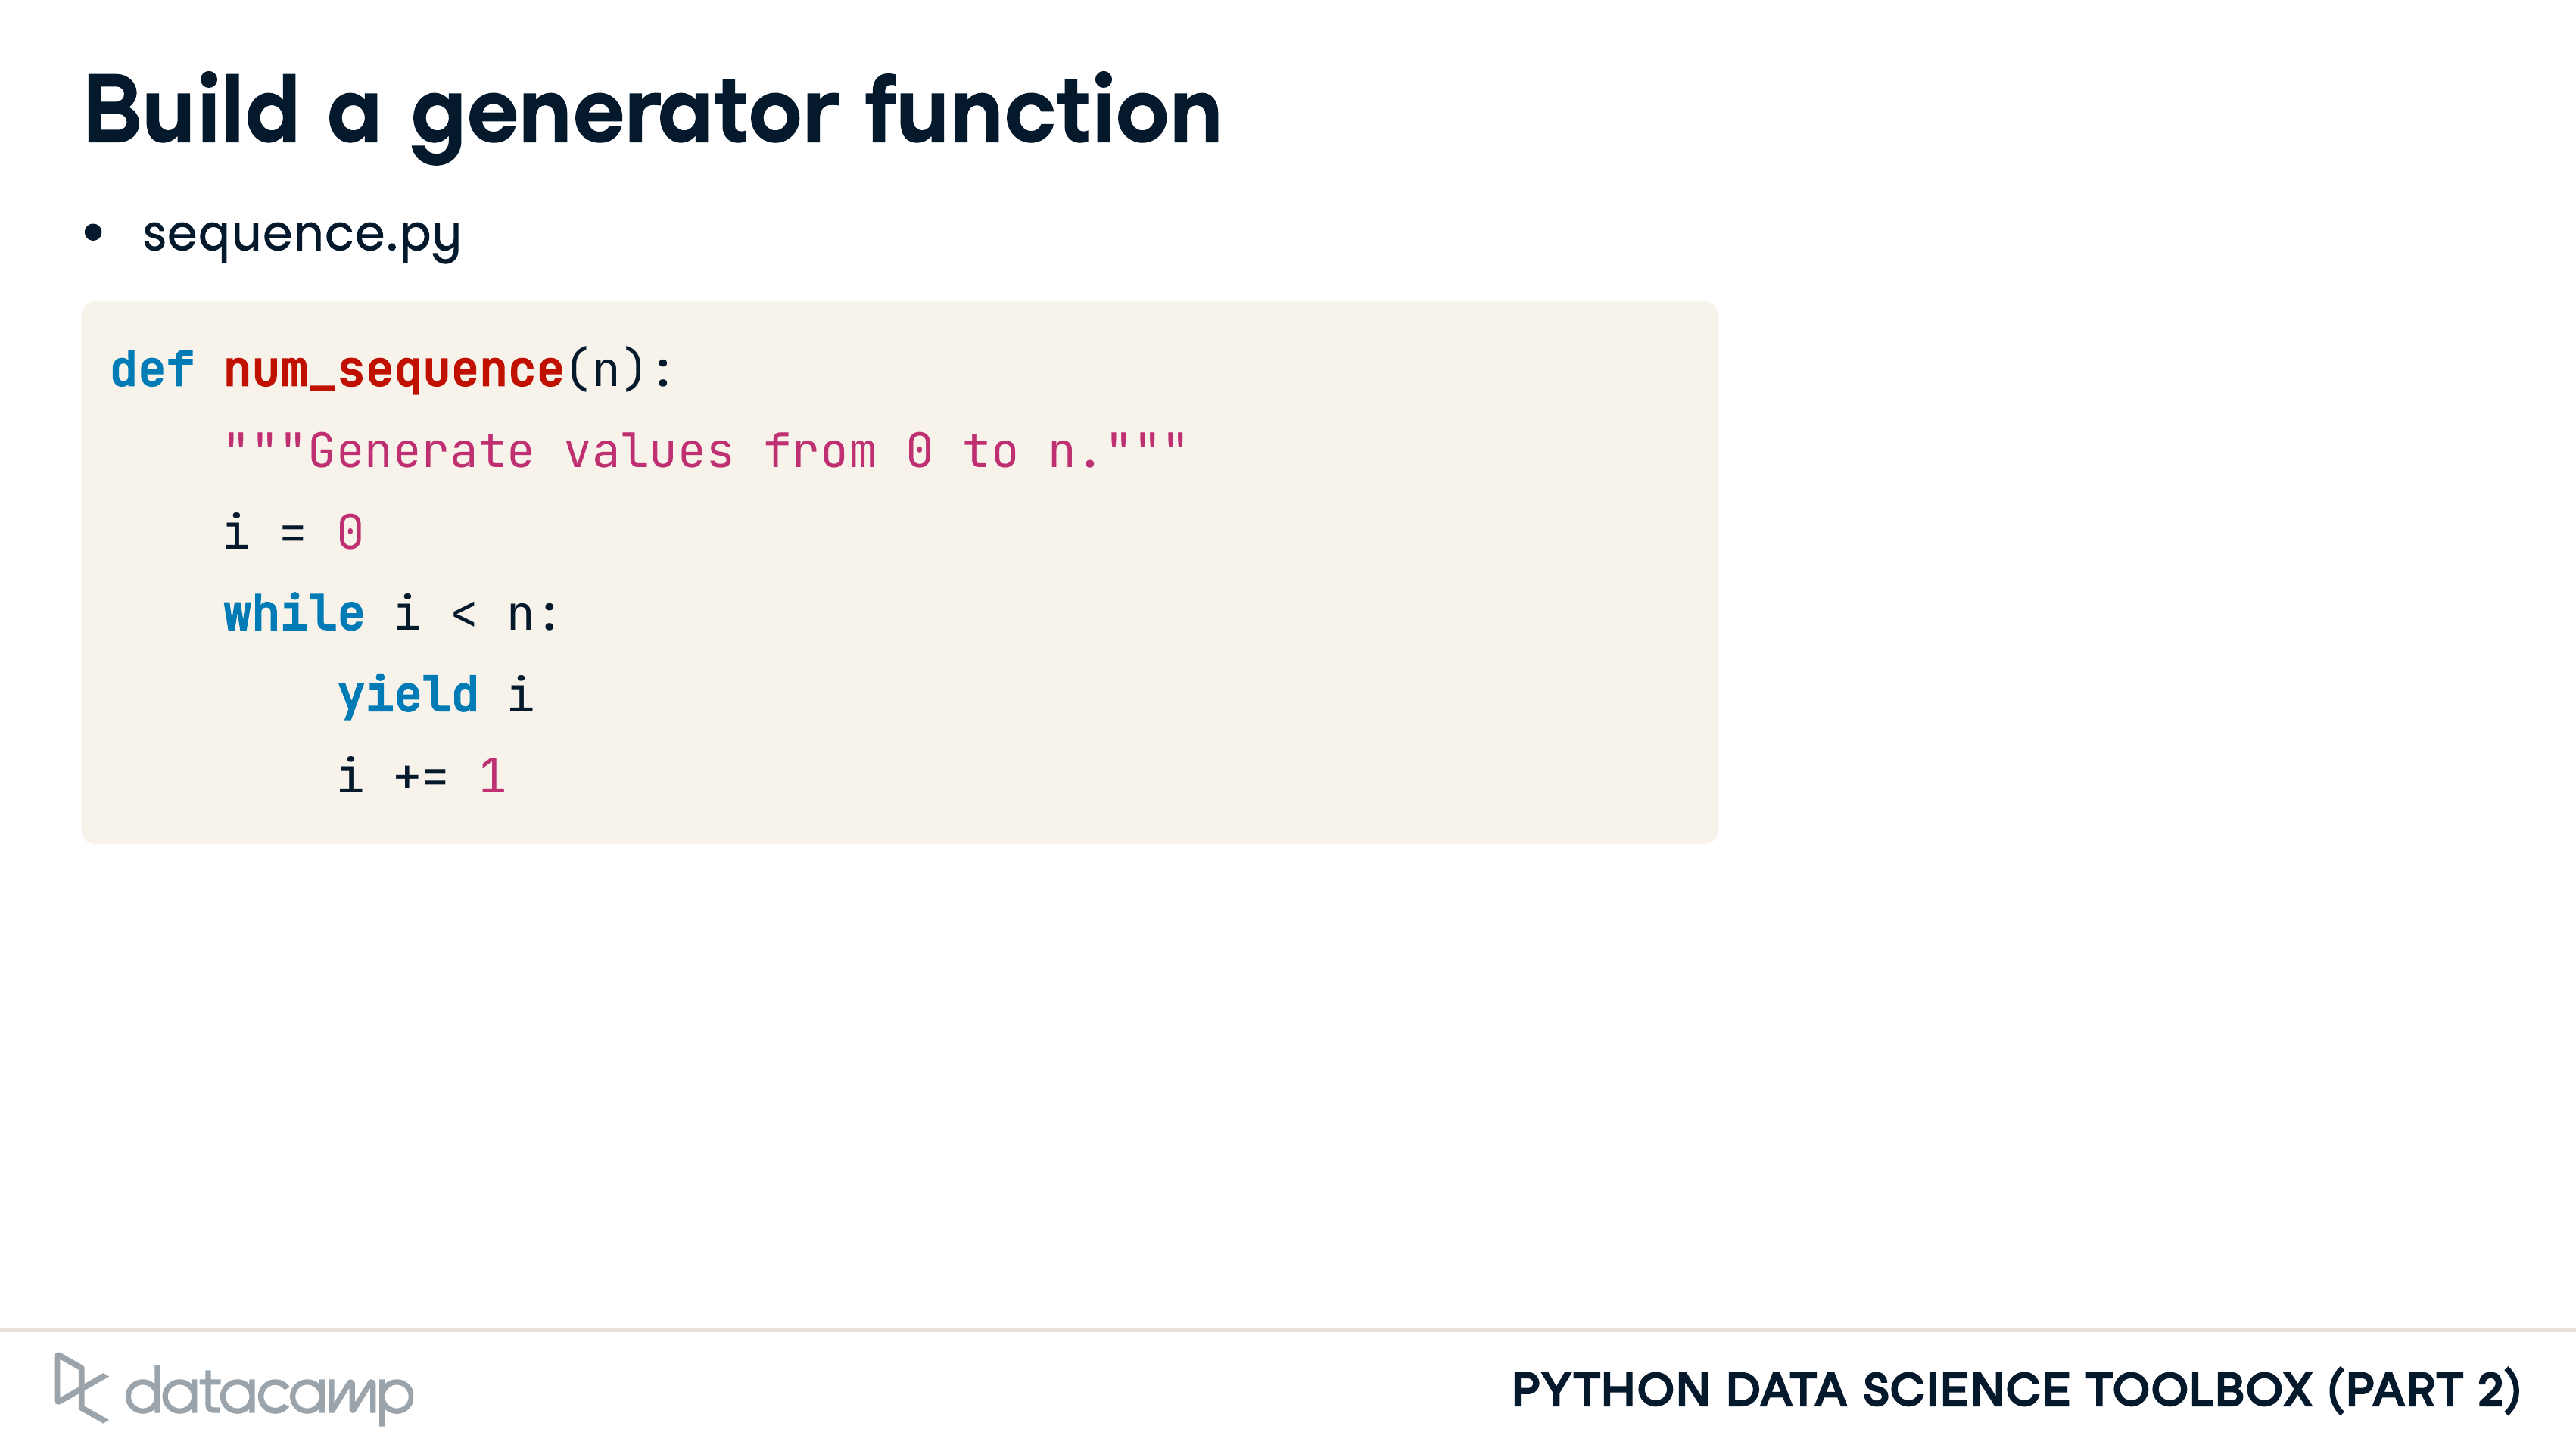 Build a generator function
• sequence.py
def num_sequence(n):
    """Generate values from 0 to n."""
    i = 0
    while i < n:
        yield i
        i += 1
datacamp
PYTHON DATA SCIENCE TOOLBOX (PART 2)